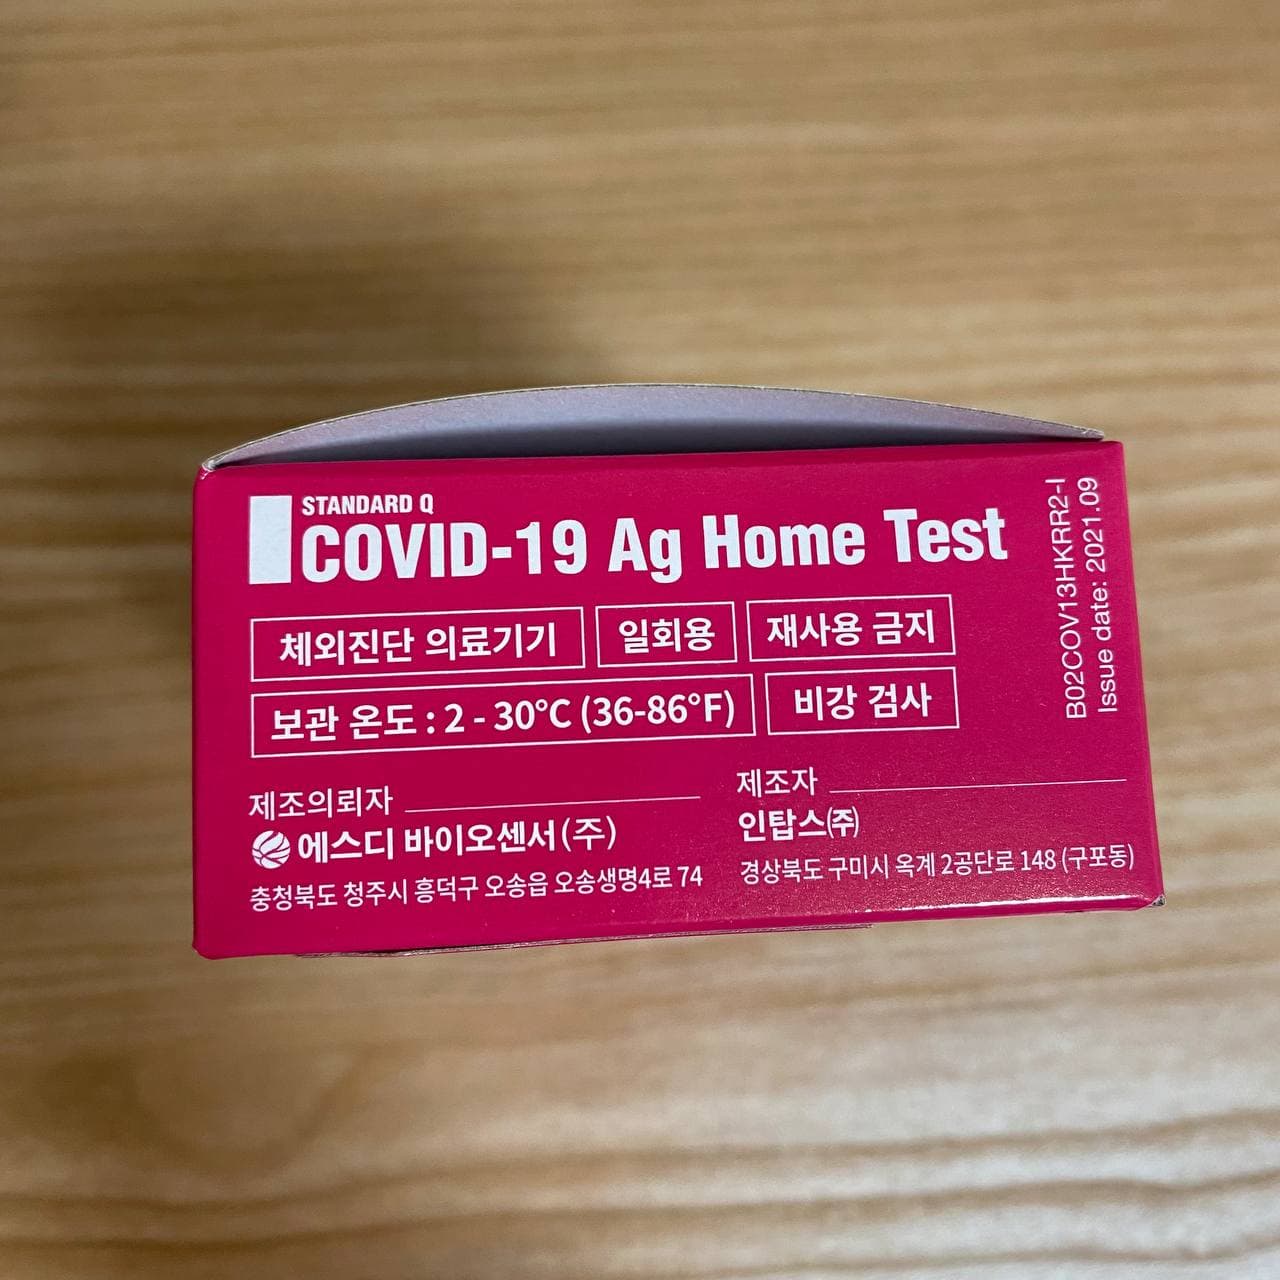 STANDARD Q
COVID-19 Ag Home Test
체외진단 의료기기
일회용
재사용 금지
보관 온도 : 2 - 30°C (36-86°F)
비강 검사
제조의뢰자
에스디 바이오센서(주)
충청북도 청주시 흥덕구 오송읍 오송생명4로 74
제조자
인탑스㈜
경상북도 구미시 옥계 2공단로 148 (구포동)
B02COV13HKRR2-I
Issue date: 2021.09